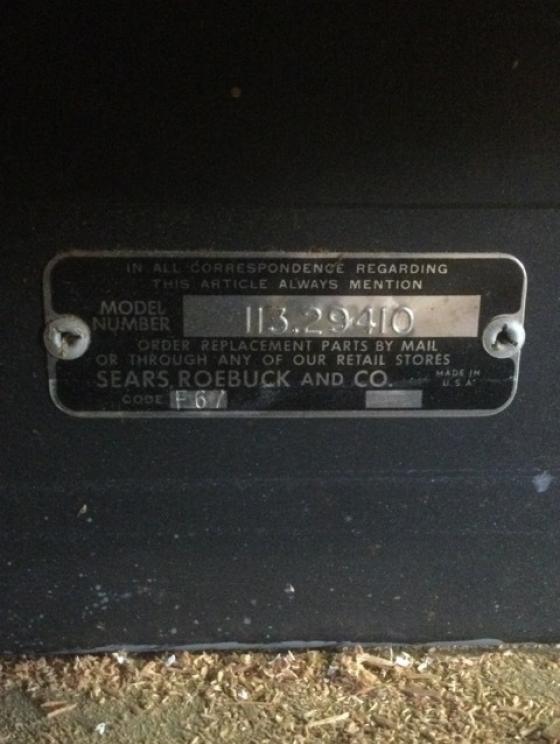 IN ALL CORRESPONDENCE REGARDING
THIS ARTICLE ALWAYS MENTION
MODEL NUMBER 113.29410
ORDER REPLACEMENT PARTS BY MAIL
OR THROUGH ANY OF OUR RETAIL STORES
SEARS, ROEBUCK AND CO. MADE IN U.S.A.
CODE F67